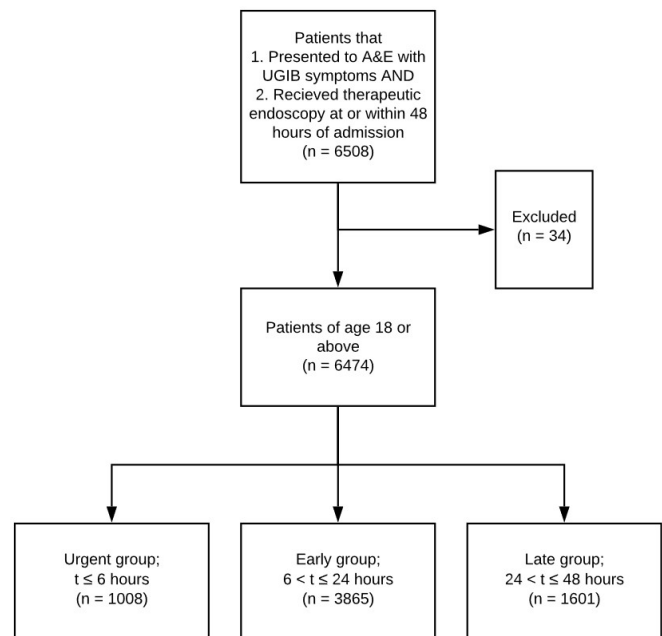 Patients that
1. Presented to A&E with
UGIB symptoms AND
2. Recieved therapeutic
endoscopy at or within 48
hours of admission
(n = 6508)
Excluded
(n = 34)
Patients of age 18 or
above
(n = 6474)
Urgent group;
t ≤ 6 hours
(n = 1008)
Early group;
6 < t ≤ 24 hours
(n = 3865)
Late group;
24 < t ≤ 48 hours
(n = 1601)